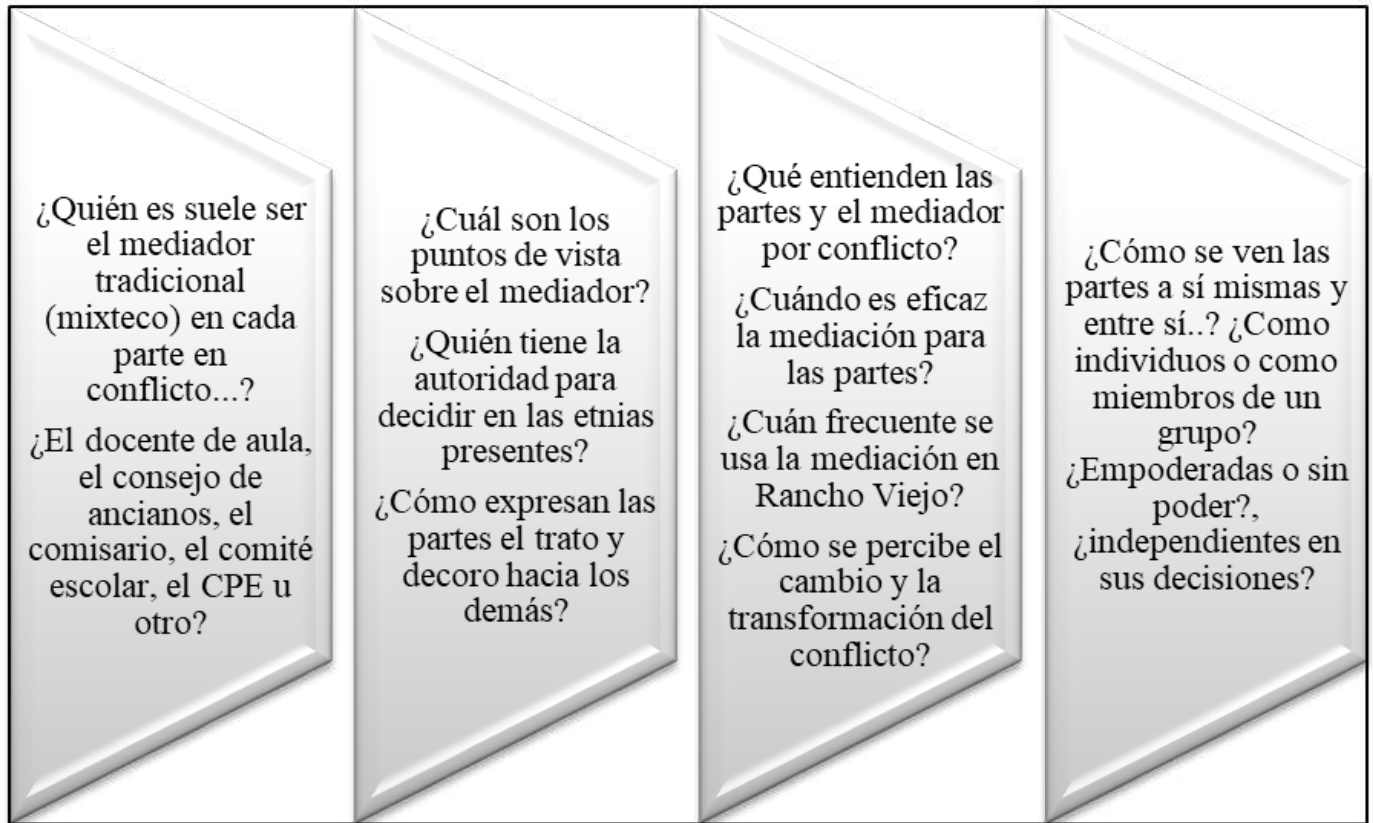 ¿Quién es suele ser
el mediador
tradicional
(mixteco) en cada
parte en
conflicto...?
¿El docente de aula,
el consejo de
ancianos, el
comisario, el comité
escolar, el CPE u
otro?
¿Cuál son los
puntos de vista
sobre el mediador?
¿Quién tiene la
autoridad para
decidir en las etnias
presentes?
¿Cómo expresan las
partes el trato y
decoro hacia los
demás?
¿Qué entienden las
partes y el mediador
por conflicto?
¿Cuándo es eficaz
la mediación para
las partes?
¿Cuán frecuente se
usa la mediación en
Rancho Viejo?
¿Cómo se percibe el
cambio y la
transformación del
conflicto?
¿Cómo se ven las
partes a sí mismas y
entre sí..? ¿Como
individuos o como
miembros de un
grupo?
¿Empoderadas o sin
poder?,
¿independientes en
sus decisiones?